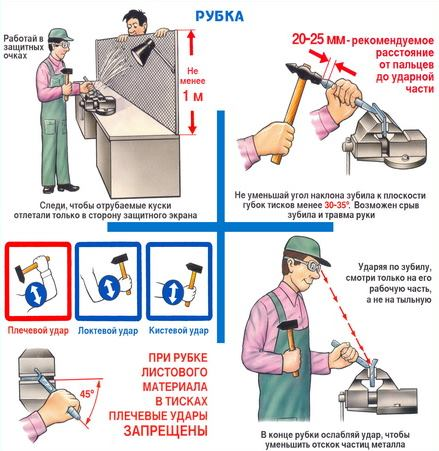 РУБКА
Работай в
защитных
очках
Не
менее
1 м
Следи, чтобы отрубаемые куски
отлетали только в сторону защитного экрана
20-25 мм - рекомендуемое
расстояние
от пальцев
до ударной
части
Не уменьшай угол наклона зубила к плоскости
губок тисков менее 30-35°. Возможен срыв
зубила и травма руки
Плечевой удар
Локтевой удар
Кистевой удар
45°
ПРИ РУБКЕ
ЛИСТОВОГО
МАТЕРИАЛА
В ТИСКАХ
ПЛЕЧЕВЫЕ УДАРЫ
ЗАПРЕЩЕНЫ
Ударяя по зубилу,
смотри только на его
рабочую часть,
а не на тыльную
В конце рубки ослабляй удар, чтобы
уменьшить отскок частиц металла